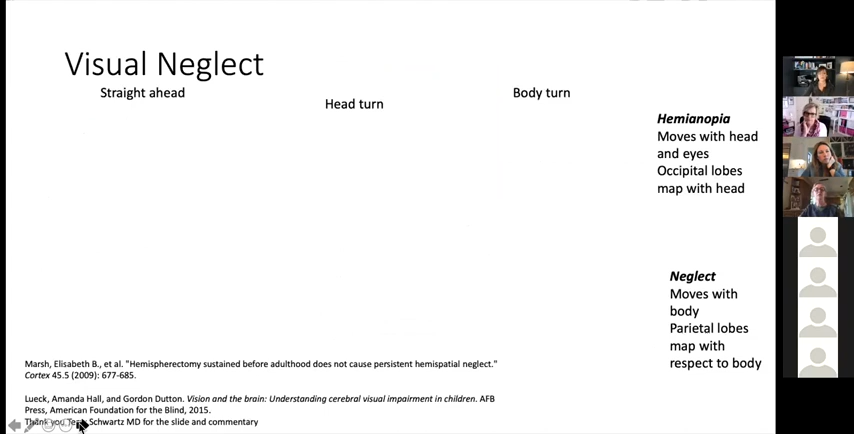 Visual Neglect
Straight ahead
Head turn
Body turn
Hemianopia
Moves with head
and eyes
Occipital lobes
map with head
Neglect
Moves with
body
Parietal lobes
map with
respect to body
Marsh, Elisabeth B., et al. "Hemispherectomy sustained before adulthood does not cause persistent hemispatial neglect."
Cortex 45.5 (2009): 677-685.
Lueck, Amanda Hall, and Gordon Dutton. Vision and the brain: Understanding cerebral visual impairment in children. AFB
Press, American Foundation for the Blind, 2015.
Thank you Schwartz MD for the slide and commentary